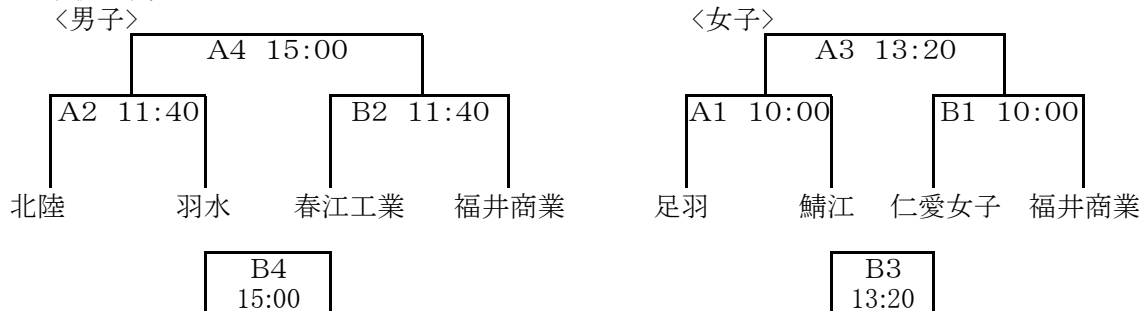 <男子> <女子>
A4 15:00 A3 13:20
A2 11:40 B2 11:40 A1 10:00 B1 10:00
北陸 羽水 春江工業 福井商業 足羽 鯖江 仁愛女子 福井商業
B4 B3
15:00 13:20